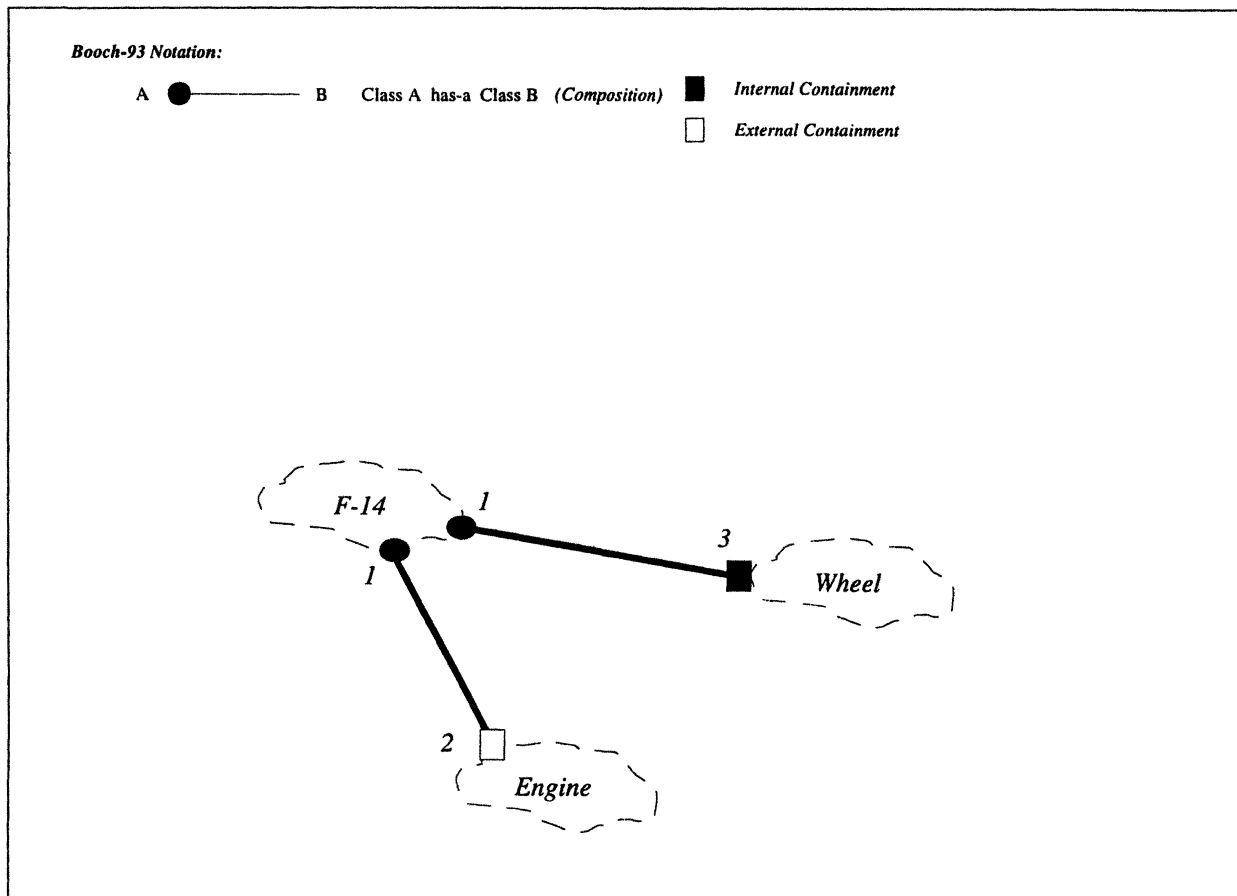 Booch-93 Notation:
A B Class A has-a Class B (Composition) Internal Containment
External Containment
F-14
1
1
3
Wheel
2
Engine